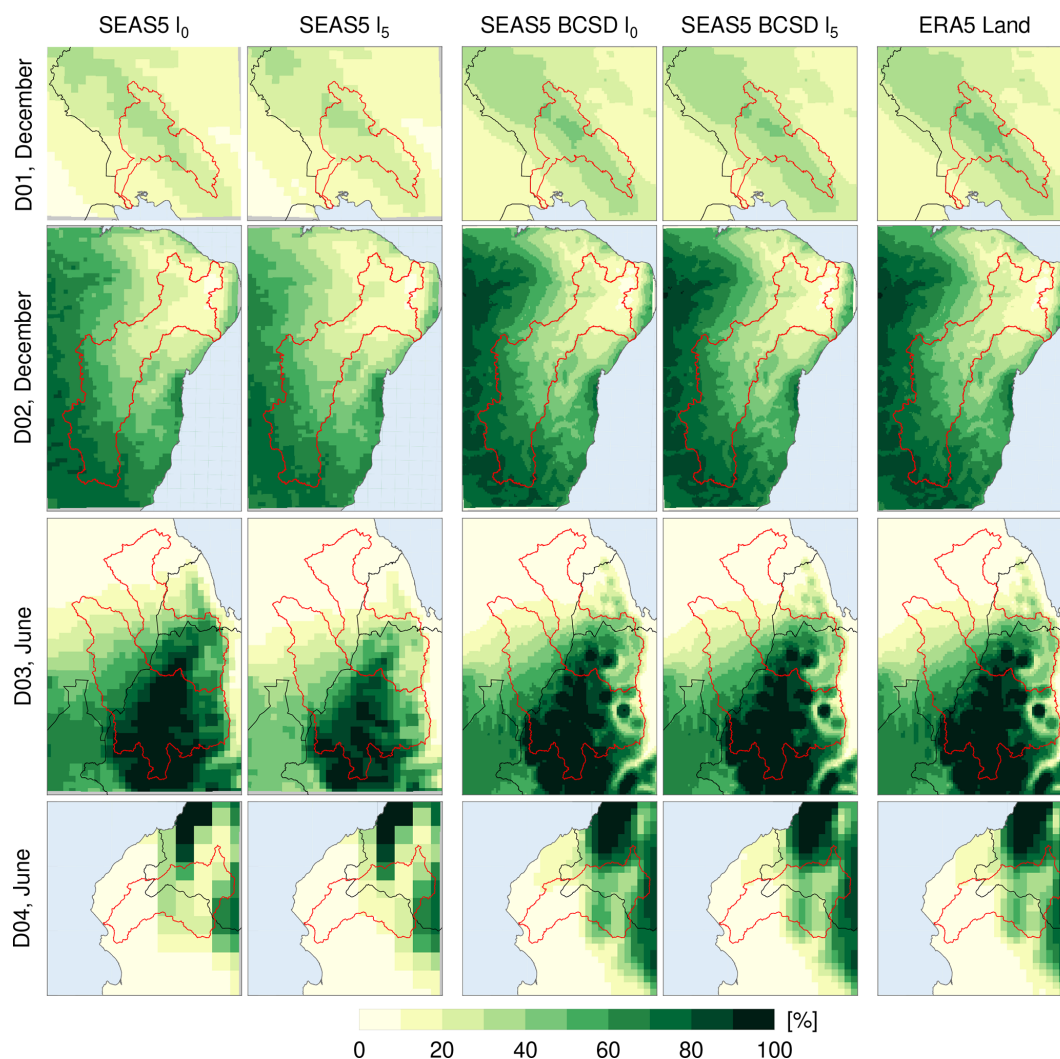 SEAS5 l₀ SEAS5 l₅ SEAS5 BCSD l₀ SEAS5 BCSD l₅ ERA5 Land
D01, December
D02, December
D03, June
D04, June
[%]
0 20 40 60 80 100